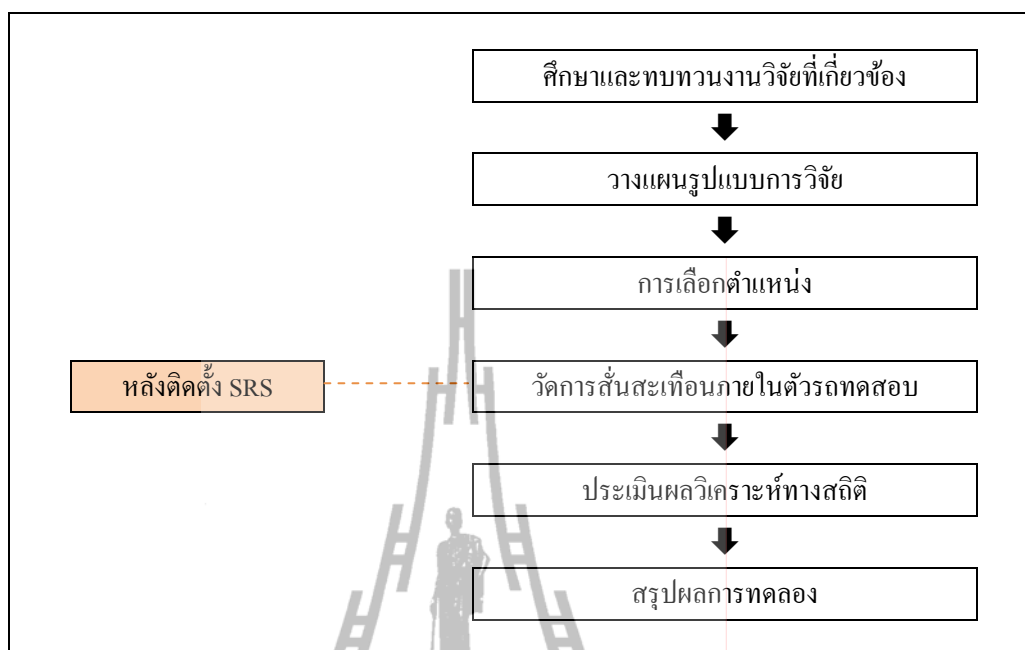 ศึกษาและทบทวนงานวิจัยที่เกี่ยวข้อง
วางแผนรูปแบบการวิจัย
การเลือกตำแหน่ง
หลังติดตั้ง SRS
วัดการสั่นสะเทือนภายในตัวรถทดสอบ
ประเมินผลวิเคราะห์ทางสถิติ
สรุปผลการทดลอง